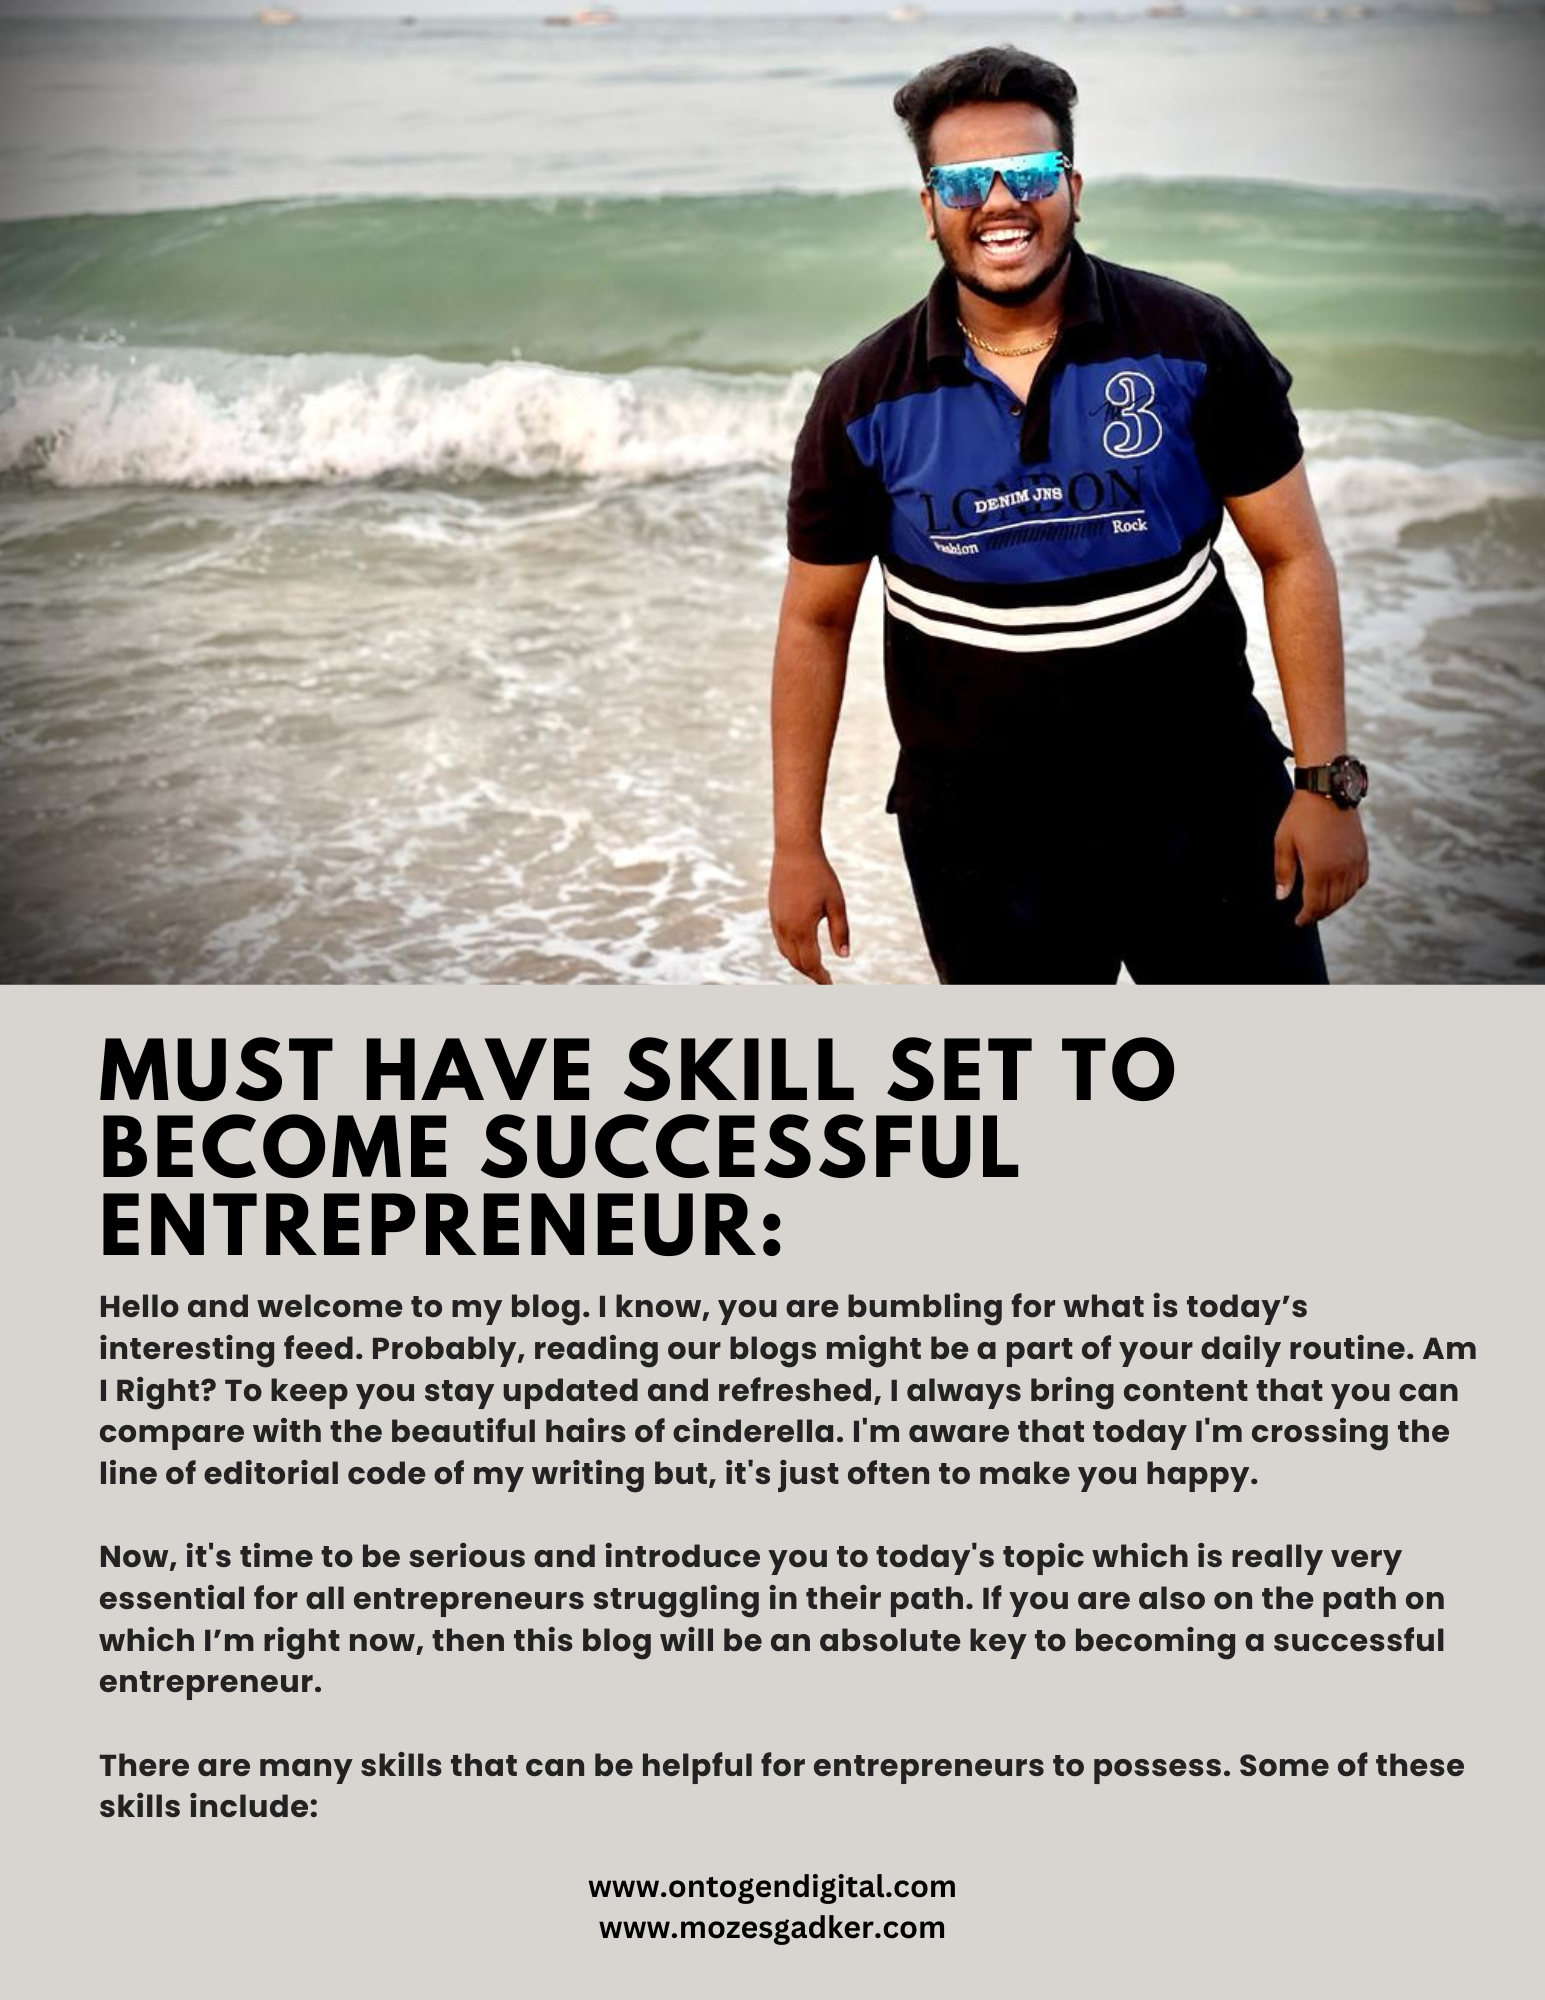 3
LONDON
DENIM JNS
Fashion
Rock
MUST HAVE SKILL SET TO
BECOME SUCCESSFUL
ENTREPRENEUR:
Hello and welcome to my blog. I know, you are bumbling for what is today’s
interesting feed. Probably, reading our blogs might be a part of your daily routine. Am
I Right? To keep you stay updated and refreshed, I always bring content that you can
compare with the beautiful hairs of cinderella. I'm aware that today I'm crossing the
line of editorial code of my writing but, it's just often to make you happy.
Now, it's time to be serious and introduce you to today's topic which is really very
essential for all entrepreneurs struggling in their path. If you are also on the path on
which I’m right now, then this blog will be an absolute key to becoming a successful
entrepreneur.
There are many skills that can be helpful for entrepreneurs to possess. Some of these
skills include:
www.ontogendigital.com
www.mozesgadker.com